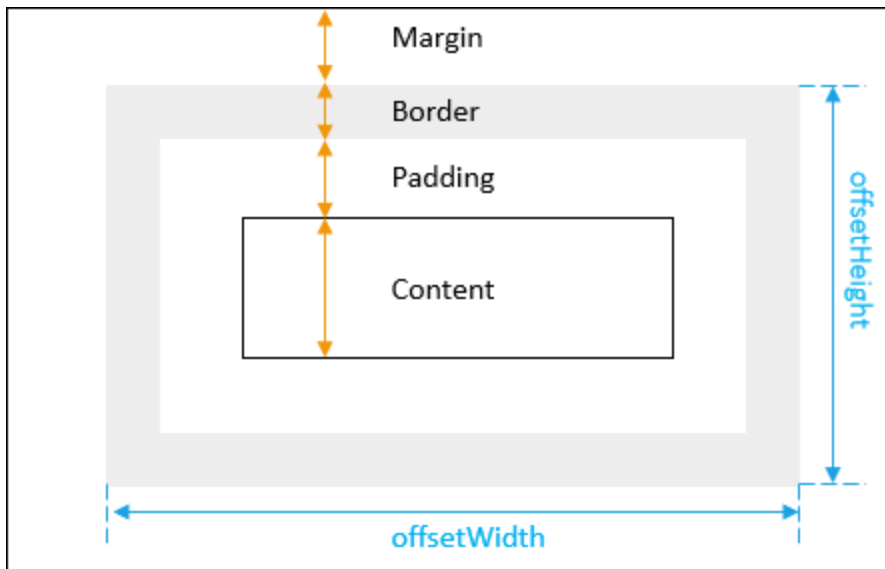 Margin
Border
Padding
Content
offsetHeight
offsetWidth